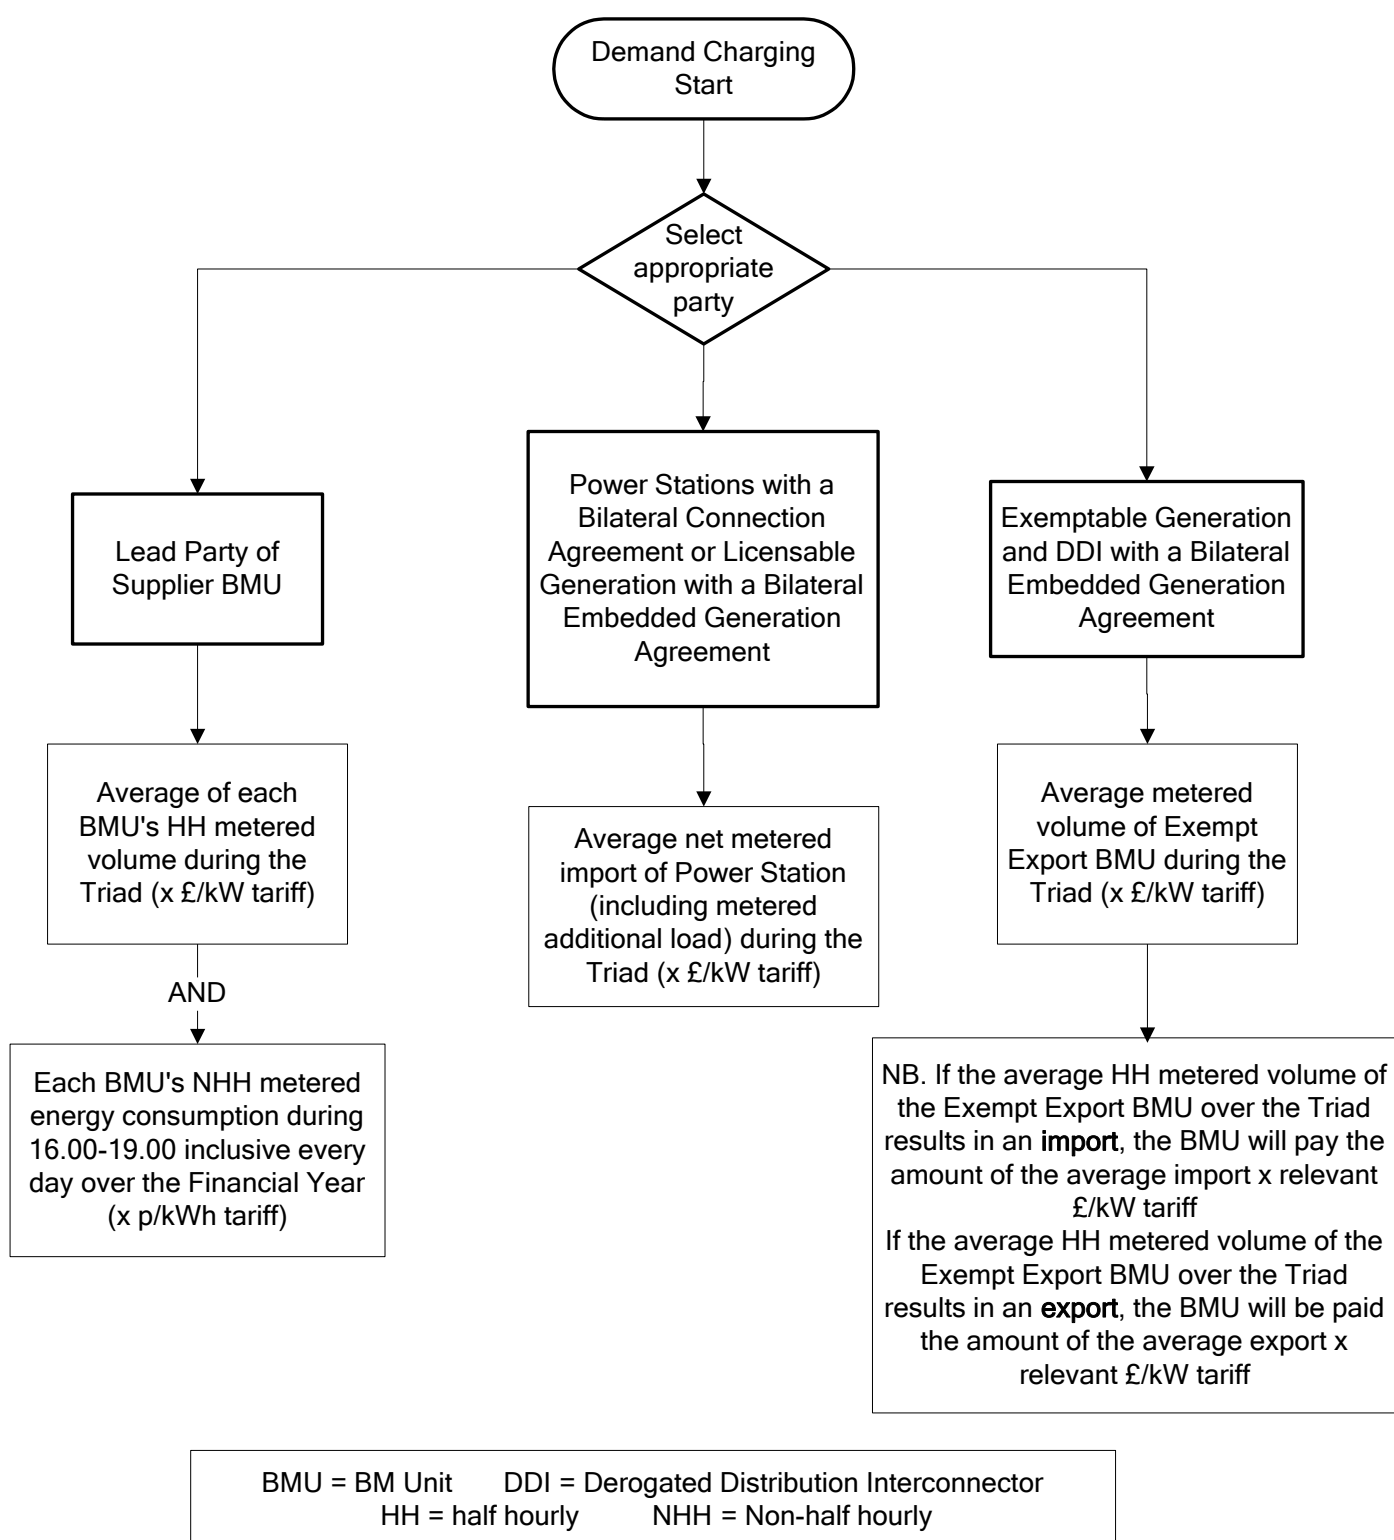 Demand Charging
Start
Select
appropriate
party
Lead Party of
Supplier BMU
Power Stations with a
Bilateral Connection
Agreement or Licensable
Generation with a Bilateral
Embedded Generation
Agreement
Exemptable Generation
and DDI with a Bilateral
Embedded Generation
Agreement
Average of each
BMU's HH metered
volume during the
Triad (x £/kW tariff)
AND
Each BMU's NHH metered
energy consumption during
16.00-19.00 inclusive every
day over the Financial Year
(x p/kWh tariff)
Average net metered
import of Power Station
(including metered
additional load) during the
Triad (x £/kW tariff)
Average metered
volume of Exempt
Export BMU during the
Triad (x £/kW tariff)
NB. If the average HH metered volume of
the Exempt Export BMU over the Triad
results in an import, the BMU will pay the
amount of the average import x relevant
£/kW tariff
If the average HH metered volume of the
Exempt Export BMU over the Triad
results in an export, the BMU will be paid
the amount of the average export x
relevant £/kW tariff
BMU = BM Unit DDI = Derogated Distribution Interconnector
HH = half hourly NHH = Non-half hourly